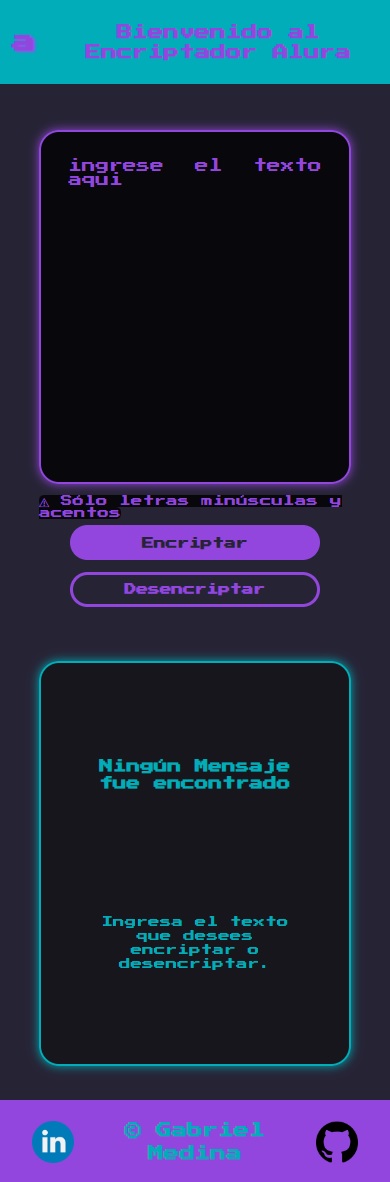 a
Bienvenido al
Encriptador Alura
ingrese el texto
aqui
⚠ Sólo letras minúsculas y
acentos
Encriptar
Desencriptar
Ningún Mensaje
fue encontrado
Ingresa el texto
que desees
encriptar o
desencriptar.
in
© Gabriel
Medina